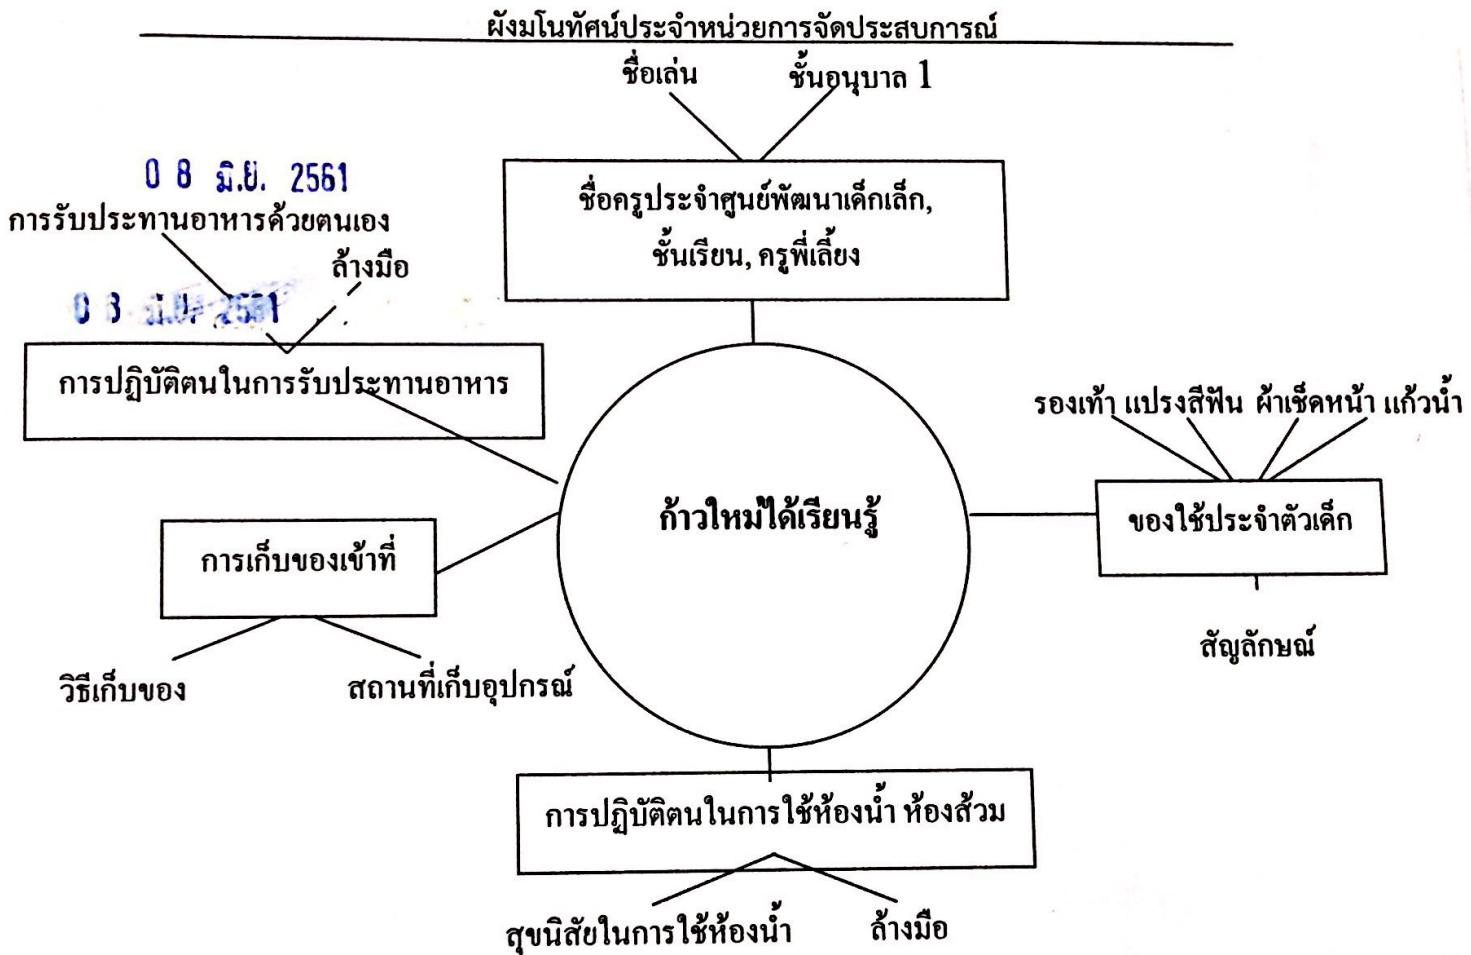 ผังมโนทัศน์ประจำหน่วยการจัดประสบการณ์
ชื่อเล่น ชั้นอนุบาล 1
0 8 มิ.ย. 2561
ชื่อครูประจำศูนย์พัฒนาเด็กเล็ก,
ชั้นเรียน, ครูพี่เลี้ยง
การรับประทานอาหารด้วยตนเอง
ล้างมือ
0 8 มิ.ย. 2561
การปฏิบัติตนในการรับประทานอาหาร
รองเท้า แปรงสีฟัน ผ้าเช็ดหน้า แก้วน้ำ
ก้าวใหม่ได้เรียนรู้
ของใช้ประจำตัวเด็ก
การเก็บของเข้าที่
สัญลักษณ์
วิธีเก็บของ สถานที่เก็บอุปกรณ์
การปฏิบัติตนในการใช้ห้องน้ำ ห้องส้วม
สุขนิสัยในการใช้ห้องน้ำ ล้างมือ